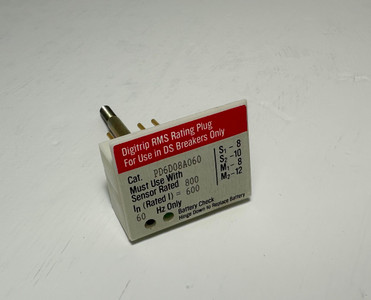 Digitrip RMS Rating Plug
For Use in DS Breakers Only
Cat. PD6D08A060
Must Use With
Sensor Rated 800
In (Rated I) = 600
60 Hz Only
S1 - 8
S2 -10
M1 - 8
M2 -12
Battery Check
Hinge Down to Replace Battery